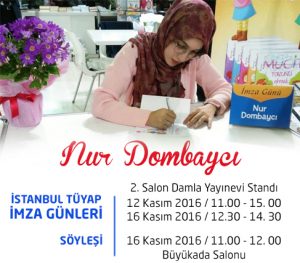 MUCİT
İmza Günü
Nur
Dombaycı
Nur Dombaycı
2. Salon Damla Yayınevi Standı
İSTANBUL TÜYAP
İMZA GÜNLERİ
12 Kasım 2016 / 11.00 - 15. 00
16 Kasım 2016 / 12.30 - 14. 30
SÖYLEŞİ
16 Kasım 2016 / 11.00 - 12. 00
Büyükada Salonu